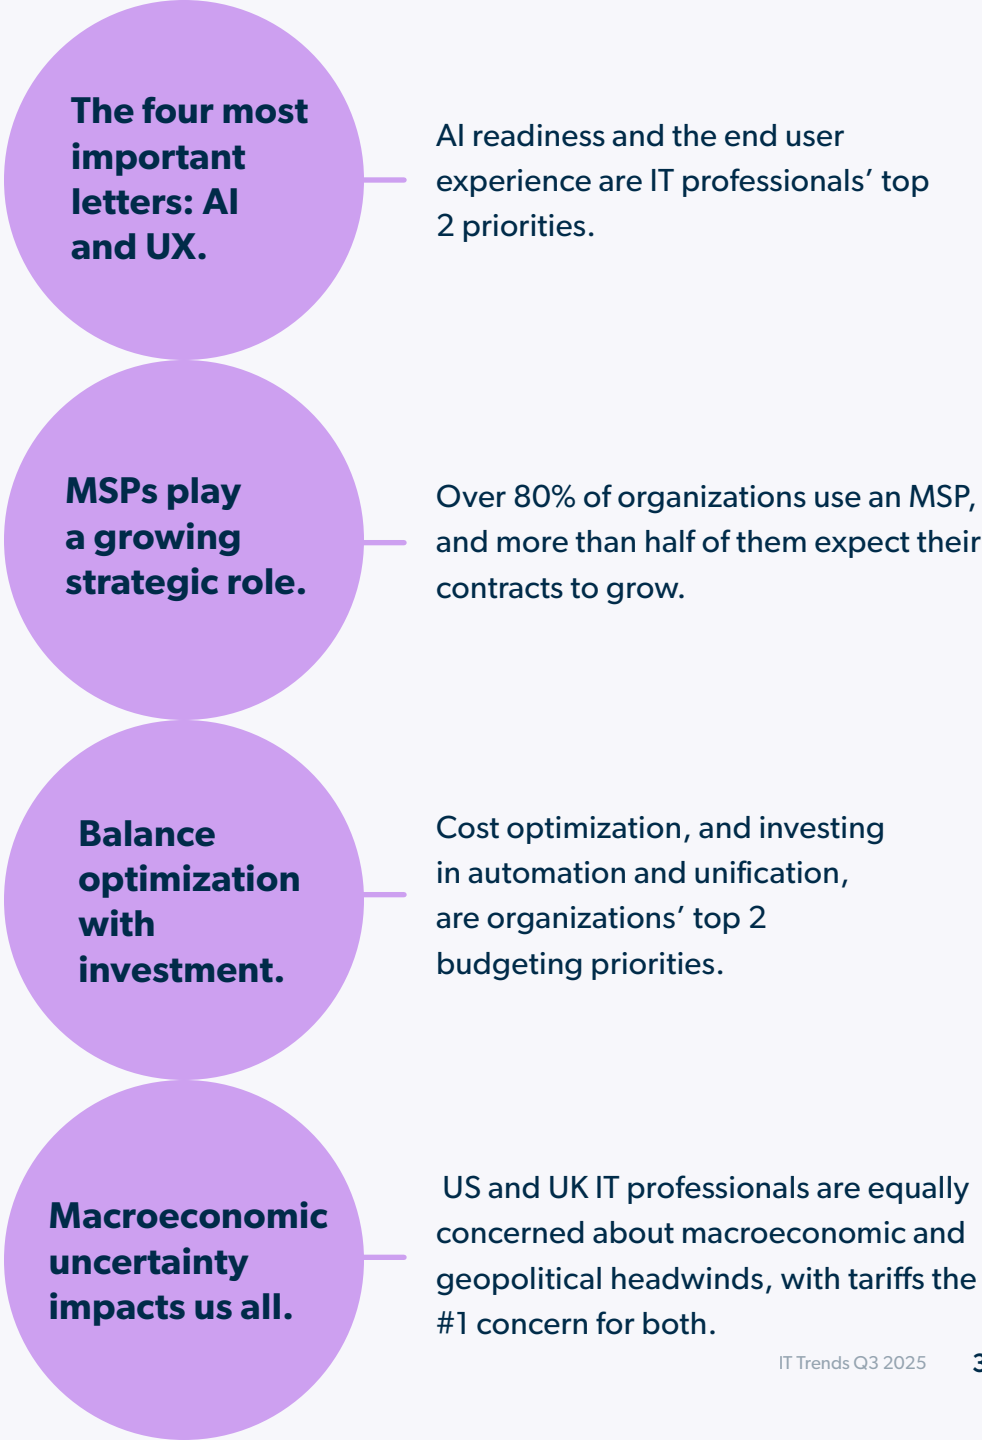 The four most
important
letters: AI
and UX.
AI readiness and the end user
experience are IT professionals’ top
2 priorities.
MSPs play
a growing
strategic role.
Over 80% of organizations use an MSP,
and more than half of them expect their
contracts to grow.
Balance
optimization
with
investment.
Cost optimization, and investing
in automation and unification,
are organizations’ top 2
budgeting priorities.
Macroeconomic
uncertainty
impacts us all.
US and UK IT professionals are equally
concerned about macroeconomic and
geopolitical headwinds, with tariffs the
#1 concern for both.
IT Trends Q3 2025 3